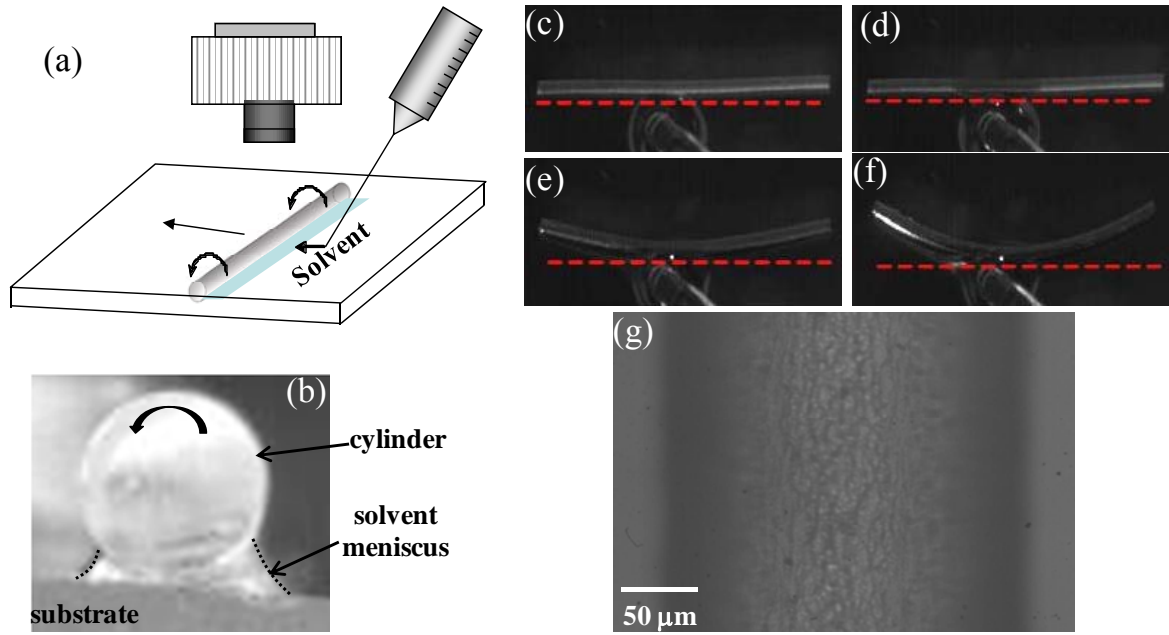 (a)
Solvent
(b)
cylinder
solvent
meniscus
substrate
(c)
(d)
(e)
(f)
(g)
50 μm